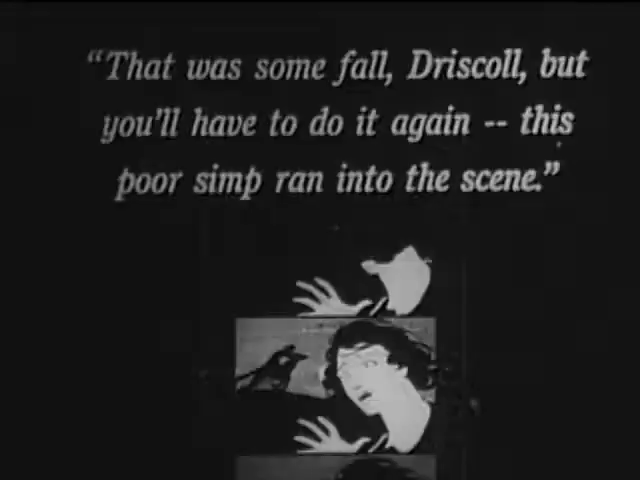 “That was some fall, Driscoll, but
you'll have to do it again -- this
poor simp ran into the scene.”